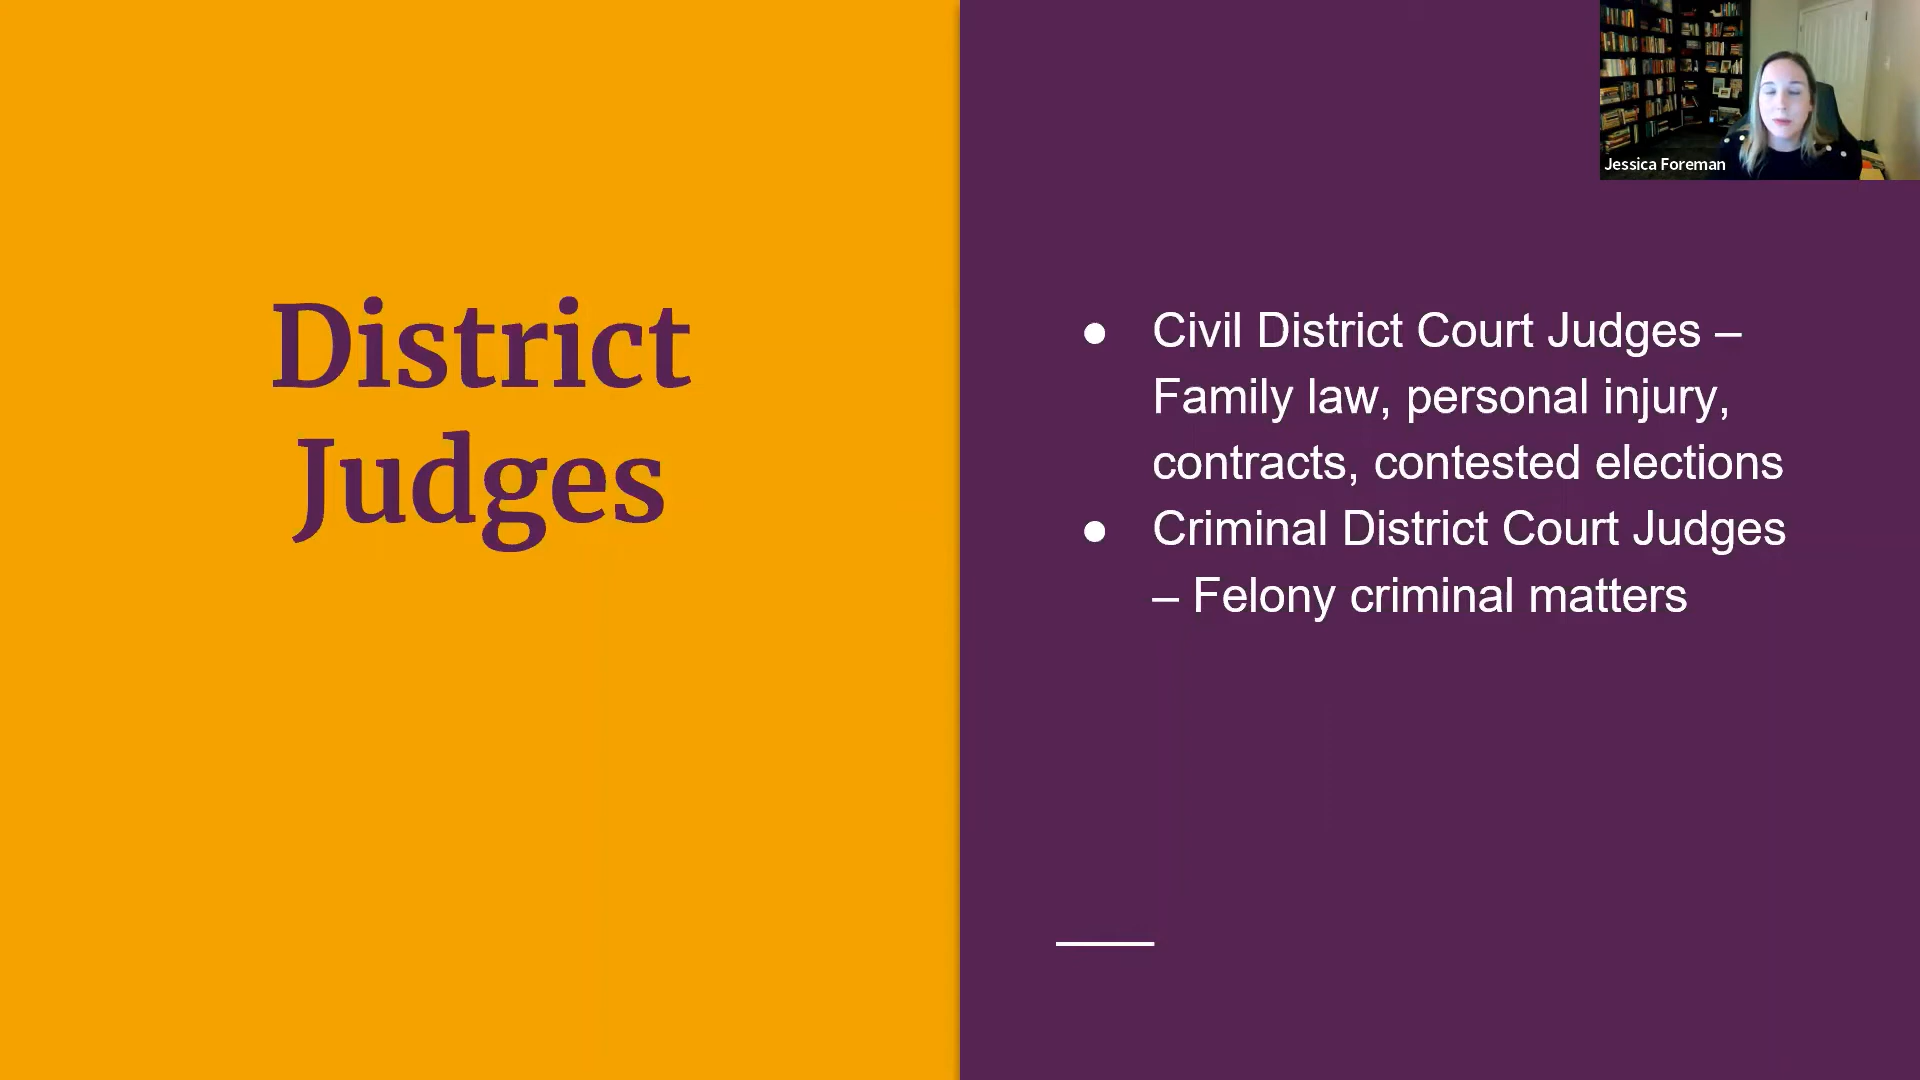 District
Judges
Jessica Foreman
● Civil District Court Judges –
Family law, personal injury,
contracts, contested elections
● Criminal District Court Judges
– Felony criminal matters